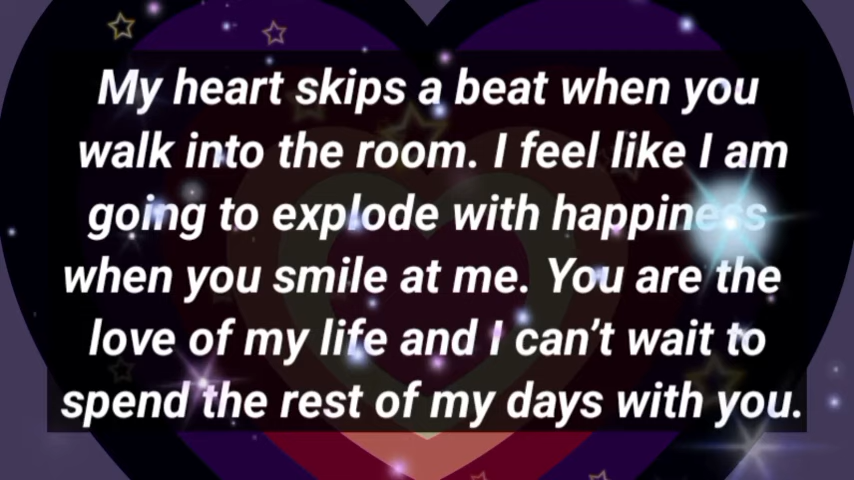 My heart skips a beat when you
walk into the room. I feel like I am
going to explode with happiness
when you smile at me. You are the
love of my life and I can’t wait to
spend the rest of my days with you.